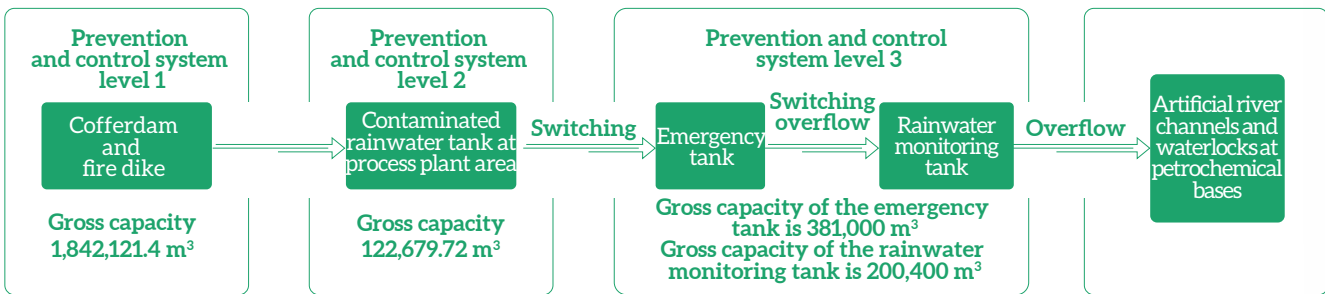 Prevention
and control system
level 1
Cofferdam
and
fire dike
Gross capacity
1,842,121.4 m³
Prevention
and control system
level 2
Contaminated
rainwater tank at
process plant area
Gross capacity
122,679.72 m³
Switching
Prevention and control
system level 3
Emergency
tank
Switching
overflow
Rainwater
monitoring
tank
Gross capacity of the emergency
tank is 381,000 m³
Gross capacity of the rainwater
monitoring tank is 200,400 m³
Overflow
Artificial river
channels and
waterlocks at
petrochemical
bases